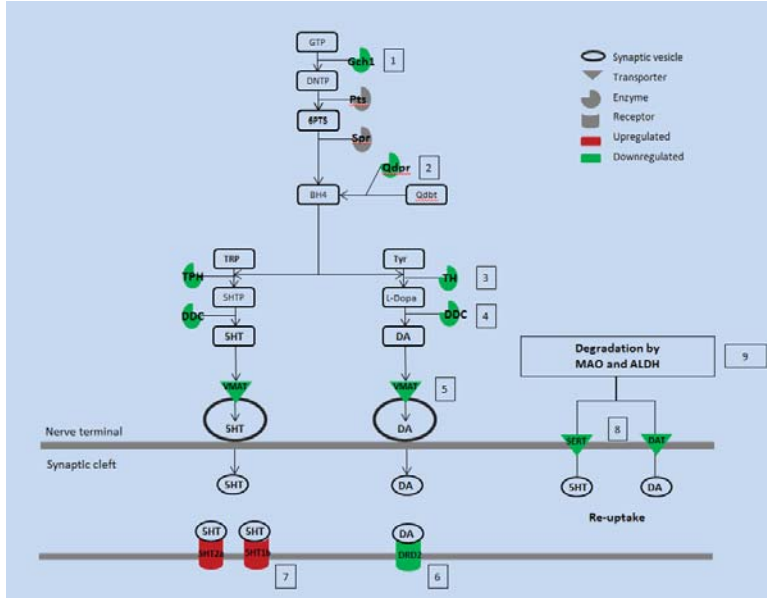 GTP
Gch1
1
DNTP
Pts
6PTS
Spr
Qdpr
2
BH4
Qdbt
Synaptic vesicle
Transporter
Enzyme
Receptor
Upregulated
Downregulated
TRP
Tyr
TPH
TH
3
5HTP
L-Dopa
DDC
DDC
4
5HT
DA
Degradation by
MAO and ALDH
9
VMAT
VMAT
5
5HT
DA
SERT
8
DAT
Nerve terminal
Synaptic cleft
5HT
DA
5HT
DA
Re-uptake
5HT
5HT
DA
5HT2a
5HT1b
DRD2
7
6